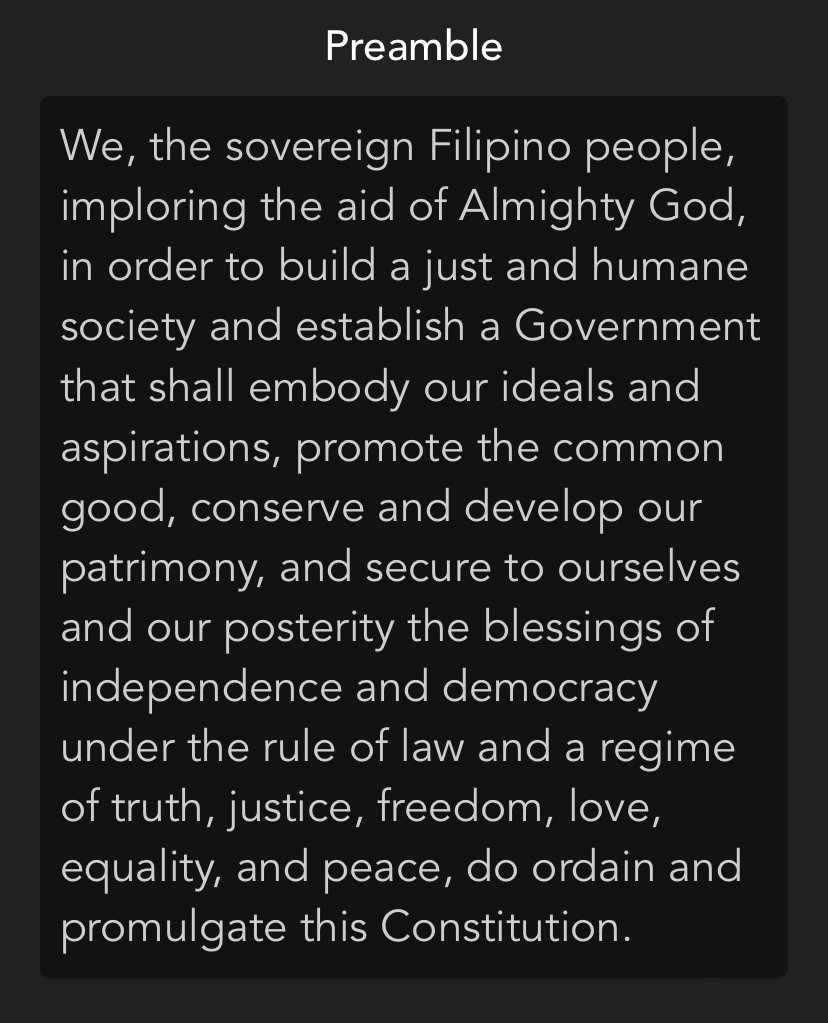 Preamble
We, the sovereign Filipino people,
imploring the aid of Almighty God,
in order to build a just and humane
society and establish a Government
that shall embody our ideals and
aspirations, promote the common
good, conserve and develop our
patrimony, and secure to ourselves
and our posterity the blessings of
independence and democracy
under the rule of law and a regime
of truth, justice, freedom, love,
equality, and peace, do ordain and
promulgate this Constitution.